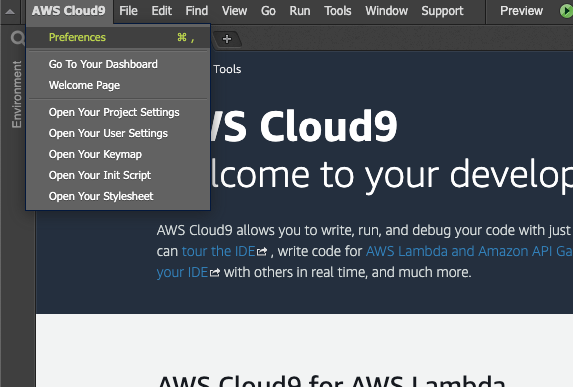 AWS Cloud9 File Edit Find View Go Run Tools Window Support Preview
Preferences ⌘ ,
Go To Your Dashboard
Welcome Page
Open Your Project Settings
Open Your User Settings
Open Your Keymap
Open Your Init Script
Open Your Stylesheet
Environment
Tools
WS Cloud9
lcome to your develop
AWS Cloud9 allows you to write, run, and debug your code with just
can tour the IDE , write code for AWS Lambda and Amazon API Ga
your IDE with others in real time, and much more.
AWS Cloud9 for AWS Lambda